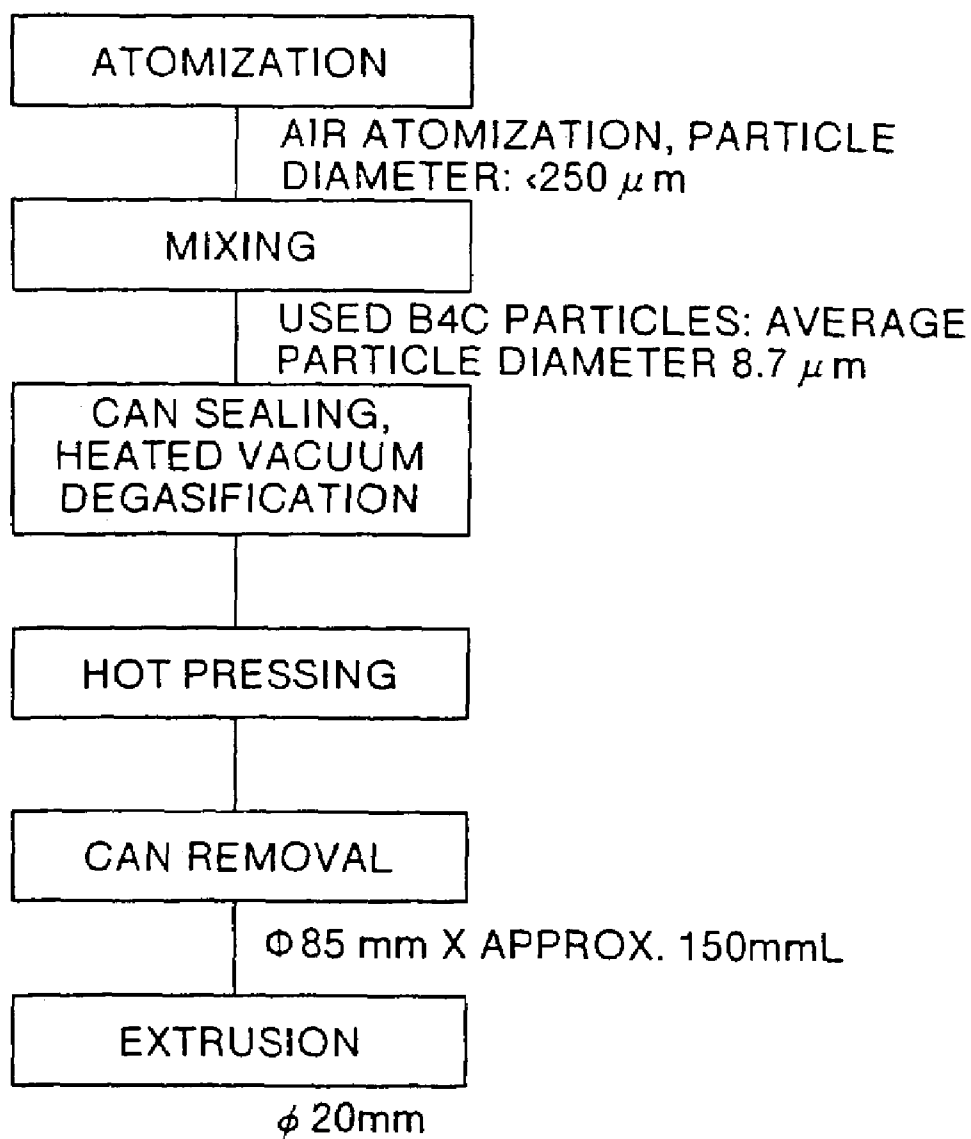 ATOMIZATION
AIR ATOMIZATION, PARTICLE
DIAMETER: <250 μm
MIXING
USED B4C PARTICLES: AVERAGE
PARTICLE DIAMETER 8.7 μm
CAN SEALING,
HEATED VACUUM
DEGASIFICATION
HOT PRESSING
CAN REMOVAL
Φ85 mm X APPROX. 150mmL
EXTRUSION
ϕ 20mm